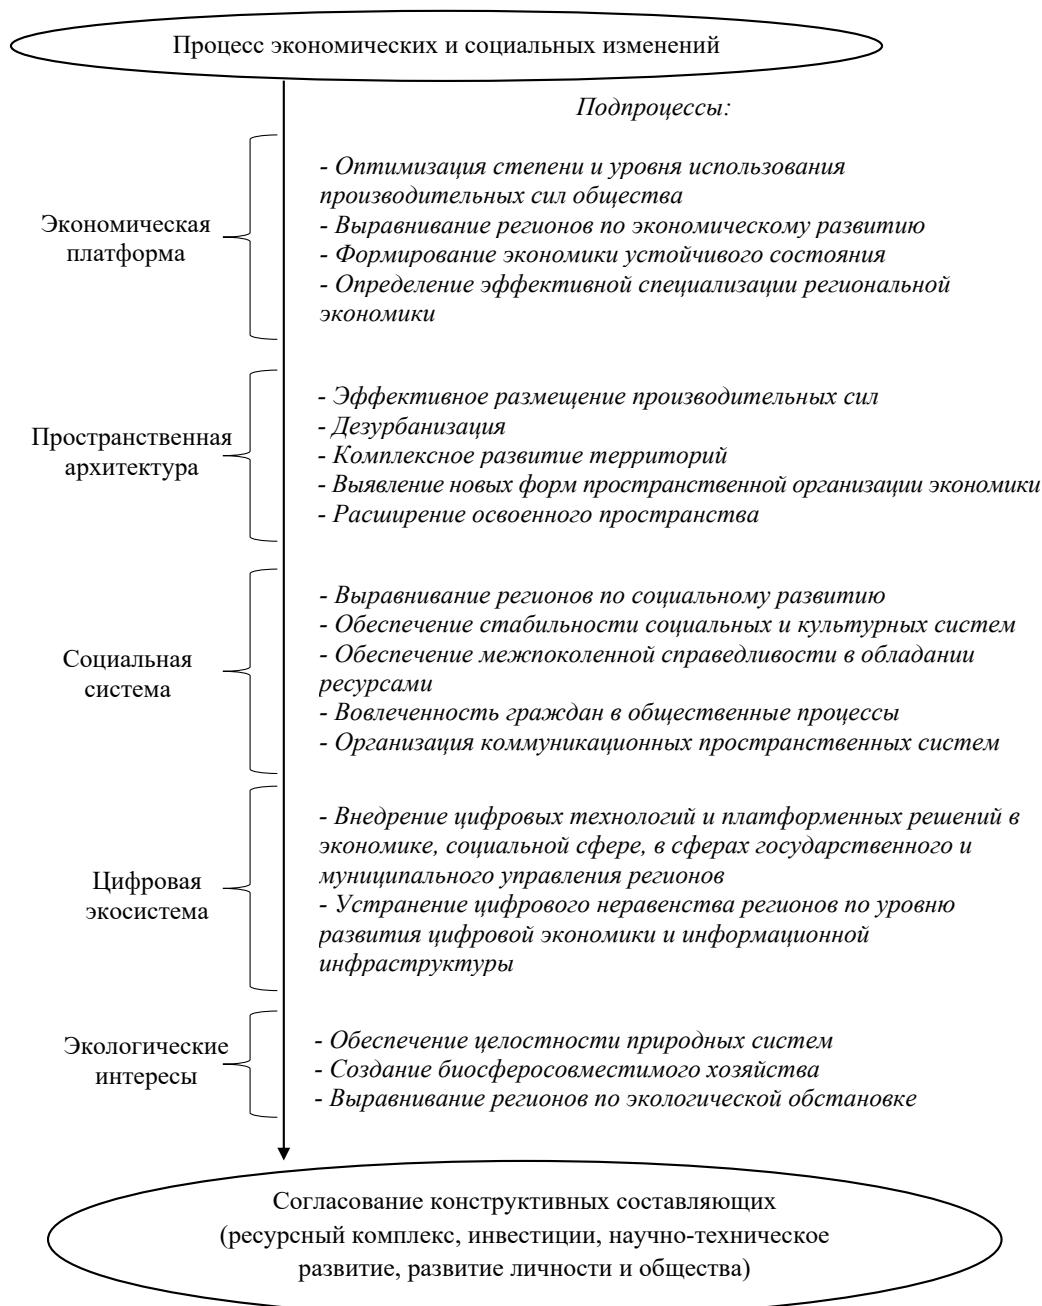 Процесс экономических и социальных изменений
Подпроцессы:
Экономическая
платформа
- Оптимизация степени и уровня использования
производительных сил общества
- Выравнивание регионов по экономическому развитию
- Формирование экономики устойчивого состояния
- Определение эффективной специализации региональной
экономики
Пространственная
архитектура
- Эффективное размещение производительных сил
- Дезурбанизация
- Комплексное развитие территорий
- Выявление новых форм пространственной организации экономики
- Расширение освоенного пространства
Социальная
система
- Выравнивание регионов по социальному развитию
- Обеспечение стабильности социальных и культурных систем
- Обеспечение межпоколенной справедливости в обладании
ресурсами
- Вовлеченность граждан в общественные процессы
- Организация коммуникационных пространственных систем
Цифровая
экосистема
- Внедрение цифровых технологий и платформенных решений в
экономике, социальной сфере, в сферах государственного и
муниципального управления регионов
- Устранение цифрового неравенства регионов по уровню
развития цифровой экономики и информационной
инфраструктуры
Экологические
интересы
- Обеспечение целостности природных систем
- Создание биосферосовместимого хозяйства
- Выравнивание регионов по экологической обстановке
Согласование конструктивных составляющих
(ресурсный комплекс, инвестиции, научно-техническое
развитие, развитие личности и общества)